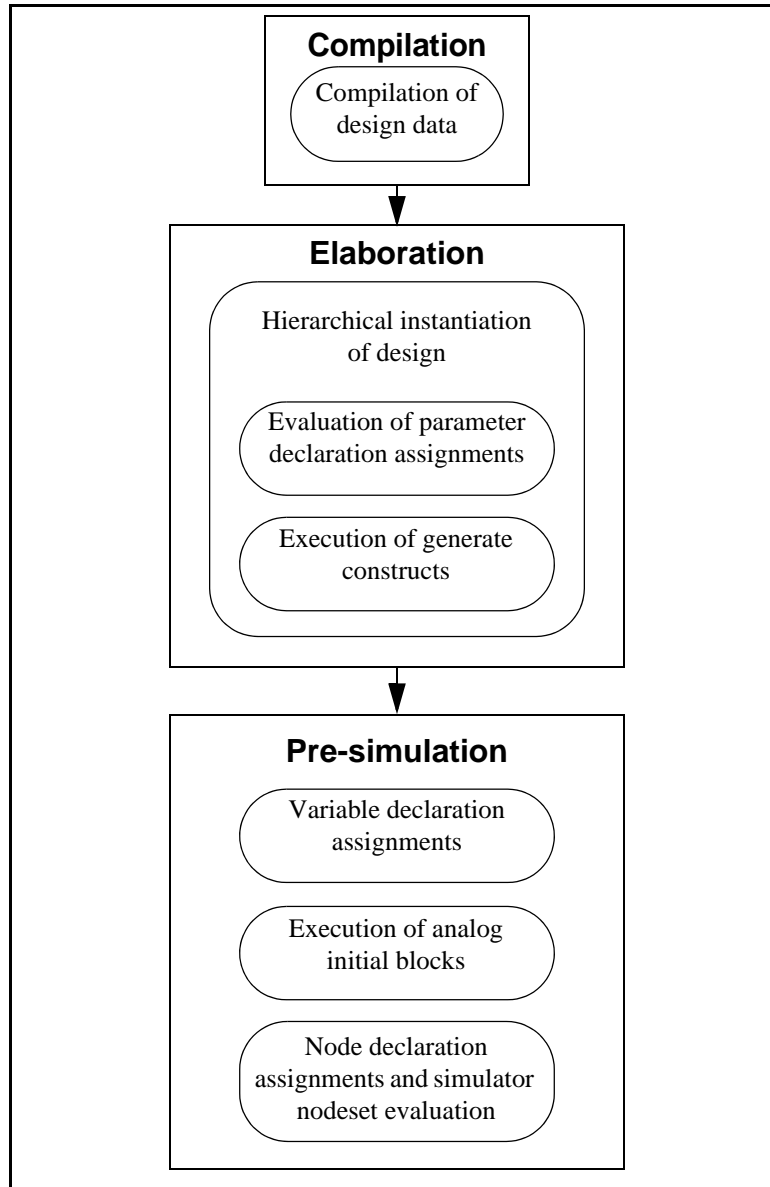 Compilation
Compilation of
design data
Elaboration
Hierarchical instantiation
of design
Evaluation of parameter
declaration assignments
Execution of generate
constructs
Pre-simulation
Variable declaration
assignments
Execution of analog
initial blocks
Node declaration
assignments and simulator
nodeset evaluation